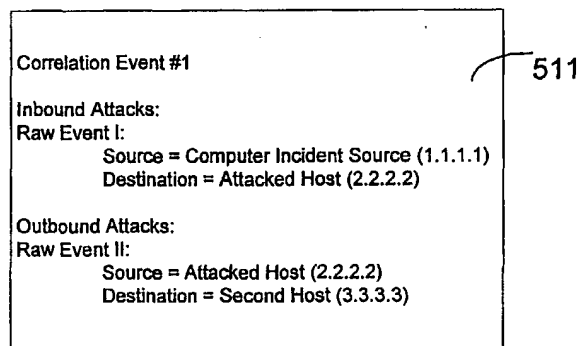 Correlation Event #1
511
Inbound Attacks:
Raw Event I:
Source = Computer Incident Source (1.1.1.1)
Destination = Attacked Host (2.2.2.2)
Outbound Attacks:
Raw Event II:
Source = Attacked Host (2.2.2.2)
Destination = Second Host (3.3.3.3)